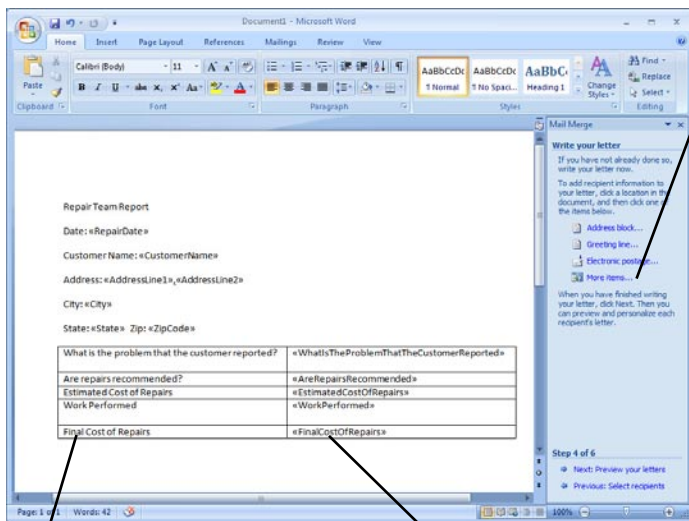 Document1 - Microsoft Word
Home Insert Page Layout References Mailings Review View
Calibri (Body) 11
Paste
B I U abe x, x² Aa A
AaBbCcDc AaBbCcDc AaBbC
¶ Normal ¶ No Spaci... Heading 1
Change Styles
Find
Replace
Select
Clipboard Font Paragraph Styles Editing
Mail Merge
Write your letter
If you have not already done so,
write your letter now.
To add recipient information to
your letter, click a location in the
document, and then click one of
the items below.
Address block...
Greeting line...
Electronic postage...
More items...
When you have finished writing
your letter, click Next. Then you
can preview and personalize each
recipient's letter.
Step 4 of 6
Next: Preview your letters
Previous: Select recipients
Repair Team Report
Date: «RepairDate»
Customer Name: «CustomerName»
Address: «AddressLine1»,«AddressLine2»
City: «City»
State: «State» Zip: «ZipCode»
What is the problem that the customer reported? «WhatIsTheProblemThatTheCustomerReported»
Are repairs recommended? «AreRepairsRecommended»
Estimated Cost of Repairs «EstimatedCostOfRepairs»
Work Performed «WorkPerformed»
Final Cost of Repairs «FinalCostOfRepairs»
Page: 1 of 1 Words: 42 100%